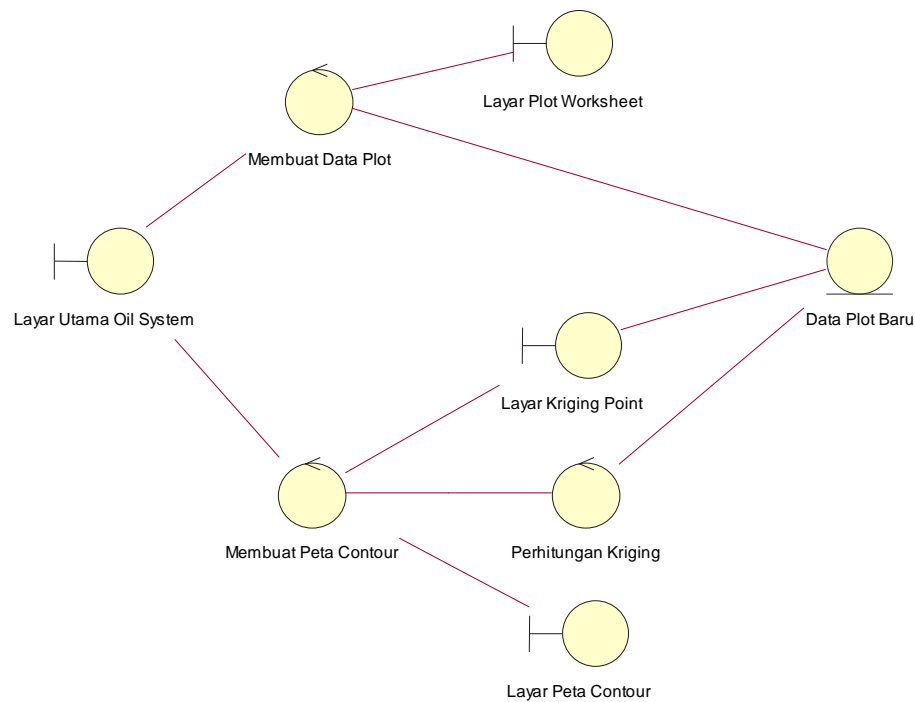 Layar Plot Worksheet
Membuat Data Plot
Layar Utama Oil System
Data Plot Baru
Layar Kriging Point
Membuat Peta Contour
Perhitungan Kriging
Layar Peta Contour